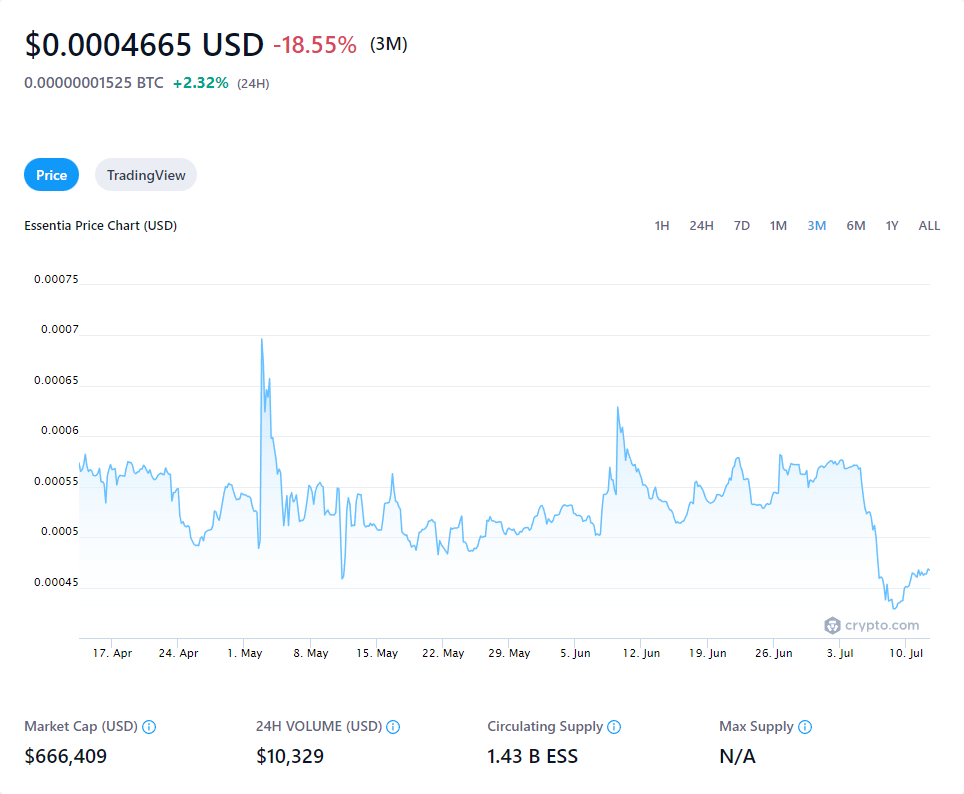 $0.0004665 USD -18.55% (3M)
0.00000001525 BTC +2.32% (24H)
Price TradingView
Essentia Price Chart (USD) 1H 24H 7D 1M 3M 6M 1Y ALL
0.00075
0.0007
0.00065
0.0006
0.00055
0.0005
0.00045
crypto.com
17. Apr 24. Apr 1. May 8. May 15. May 22. May 29. May 5. Jun 12. Jun 19. Jun 26. Jun 3. Jul 10. Jul
Market Cap (USD) 24H VOLUME (USD) Circulating Supply Max Supply
$666,409 $10,329 1.43 B ESS N/A